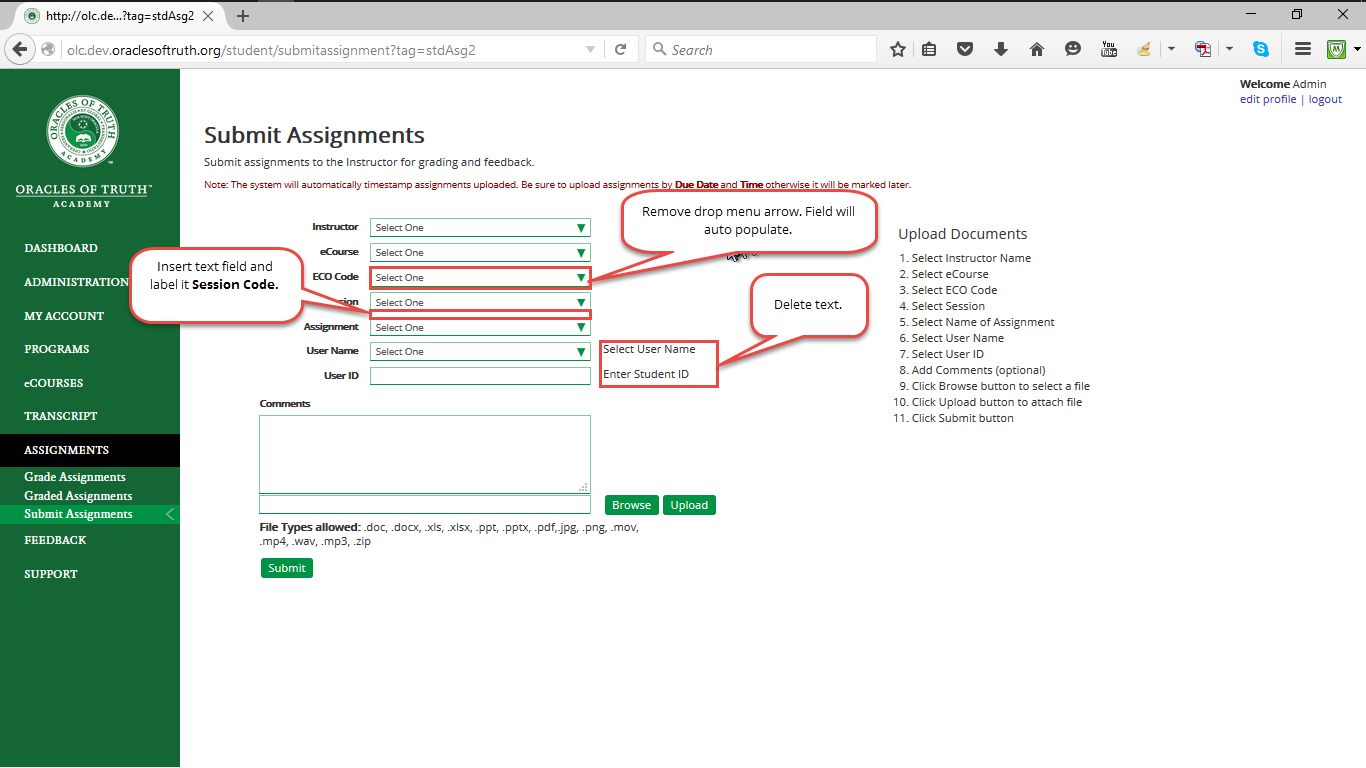 http://olc.de...?tag=stdAsg2
olc.dev.oraclesoftruth.org/student/submitassignment?tag=stdAsg2
Search
You
Tube
Welcome Admin
edit profile | logout
ORACLES OF TRUTH
ACADEMY
ORACLES OF TRUTH™
ACADEMY
DASHBOARD
ADMINISTRATION
MY ACCOUNT
PROGRAMS
eCOURSES
TRANSCRIPT
ASSIGNMENTS
Grade Assignments
Graded Assignments
Submit Assignments
FEEDBACK
SUPPORT
Submit Assignments
Submit assignments to the Instructor for grading and feedback.
Note: The system will automatically timestamp assignments uploaded. Be sure to upload assignments by Due Date and Time otherwise it will be marked later.
Remove drop menu arrow. Field will
auto populate.
Instructor Select One
eCourse Select One
ECO Code Select One
Insert text field and
label it Session Code.
Select One
Assignment Select One
User Name Select One Select User Name
User ID Enter Student ID
Delete text.
Comments
Browse Upload
File Types allowed: .doc, .docx, .xls, .xlsx, .ppt, .pptx, .pdf,.jpg, .png, .mov,
.mp4, .wav, .mp3, .zip
Submit
Upload Documents
1. Select Instructor Name
2. Select eCourse
3. Select ECO Code
4. Select Session
5. Select Name of Assignment
6. Select User Name
7. Select User ID
8. Add Comments (optional)
9. Click Browse button to select a file
10. Click Upload button to attach file
11. Click Submit button